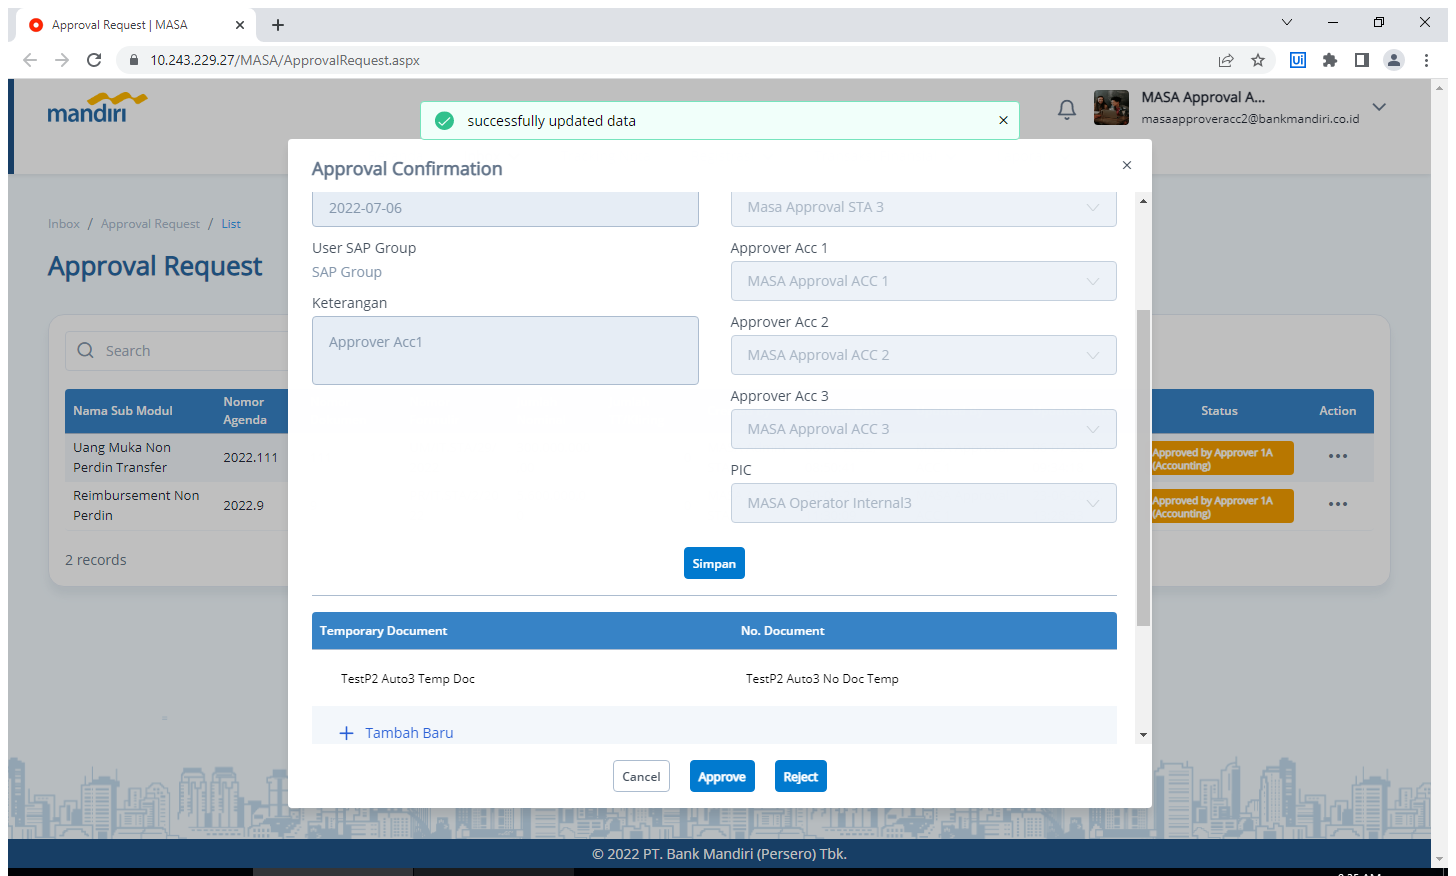 Approval Request | MASA
10.243.229.27/MASA/ApprovalRequest.aspx
Ui
mandiri
successfully updated data
MASA Approval A...
masaapproveracc2@bankmandiri.co.id
Approval Confirmation
2022-07-06
Masa Approval STA 3
Inbox / Approval Request / List
Approval Request
User SAP Group
SAP Group
Keterangan
Approver Acc1
Approver Acc 1
MASA Approval ACC 1
Approver Acc 2
MASA Approval ACC 2
Approver Acc 3
MASA Approval ACC 3
PIC
MASA Operator Internal3
Search
Nama Sub Modul
Nomor
Agenda
Status
Action
Uang Muka Non
Perdin Transfer
2022.111
Approved by Approver 1A
(Accounting)
Reimbursement Non
Perdin
2022.9
Approved by Approver 1A
(Accounting)
2 records
Simpan
Temporary Document
No. Document
TestP2 Auto3 Temp Doc
TestP2 Auto3 No Doc Temp
Tambah Baru
Cancel
Approve
Reject
© 2022 PT. Bank Mandiri (Persero) Tbk.